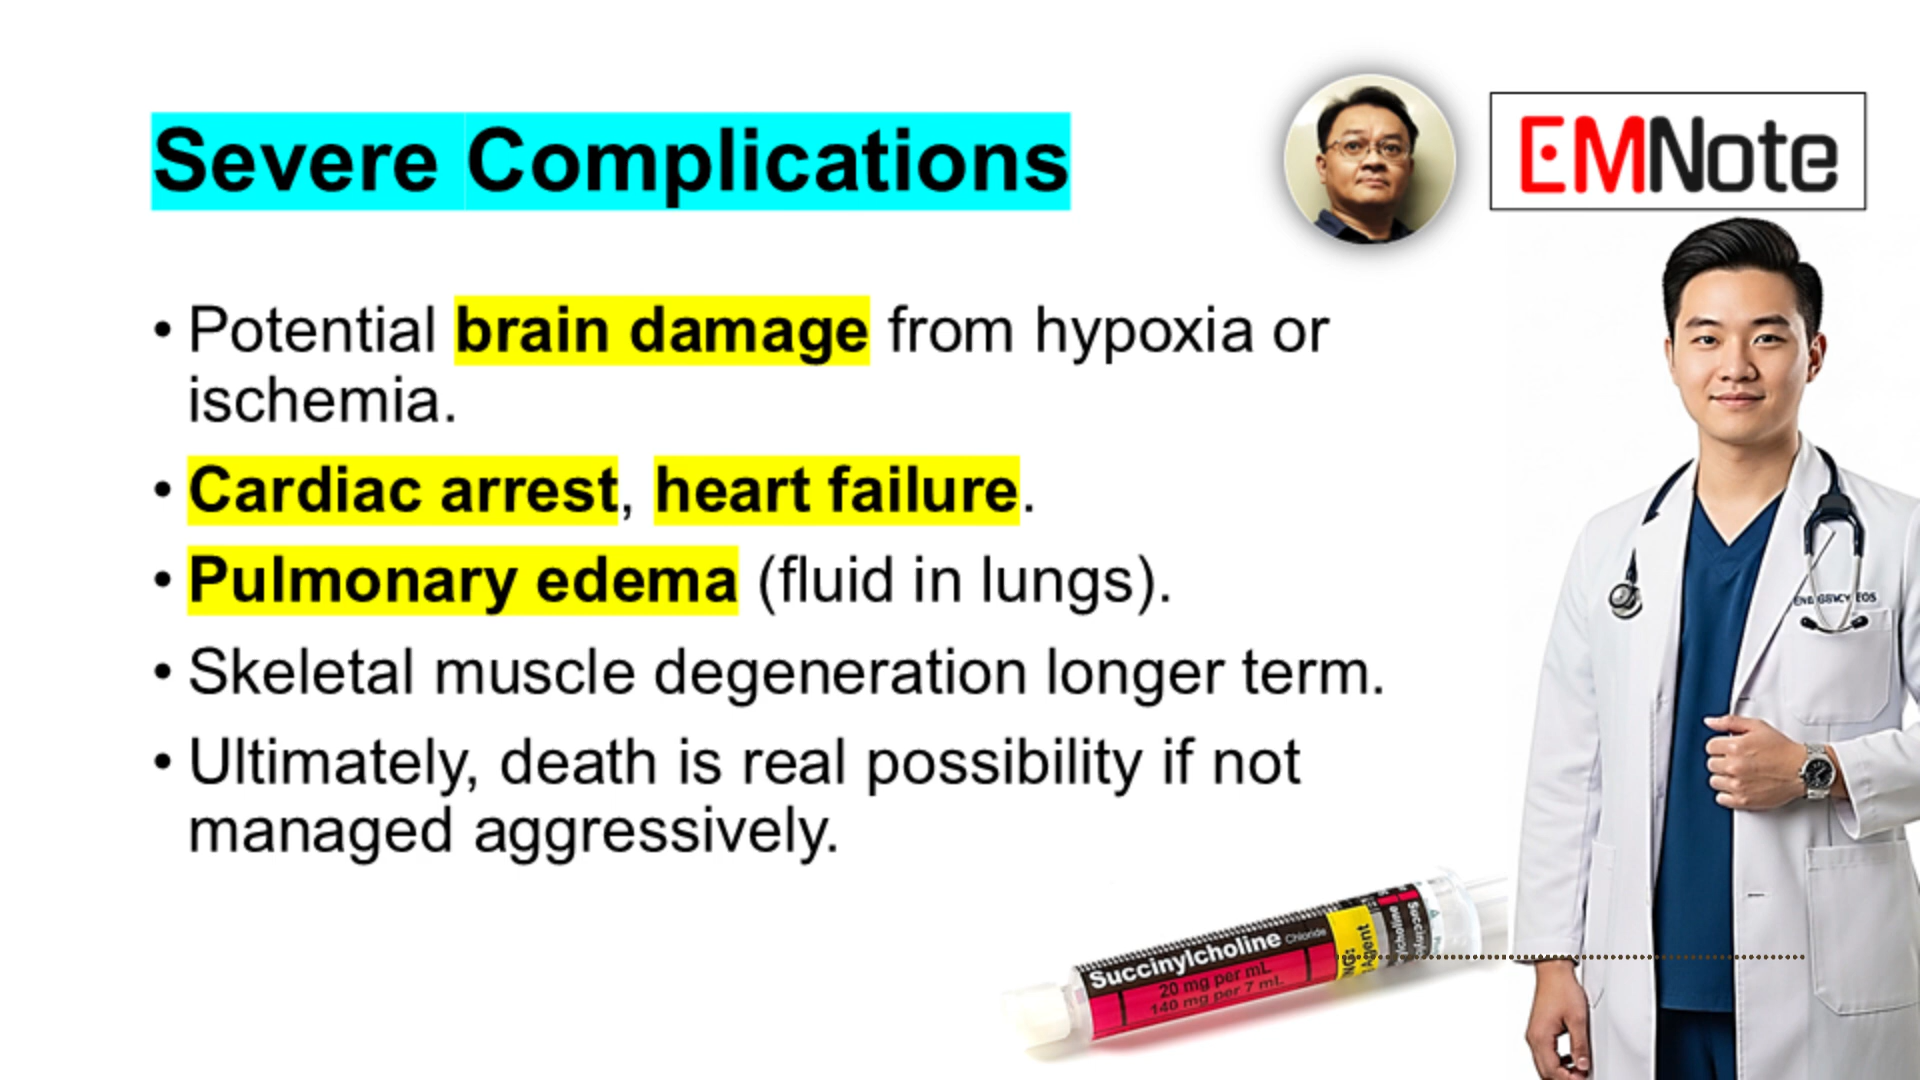 Severe Complications
EMNote
• Potential brain damage from hypoxia or
ischemia.
• Cardiac arrest, heart failure.
• Pulmonary edema (fluid in lungs).
• Skeletal muscle degeneration longer term.
• Ultimately, death is real possibility if not
managed aggressively.
Succinylcholine Chloride
20 mg per mL
140 mg per 7 mL
Agent